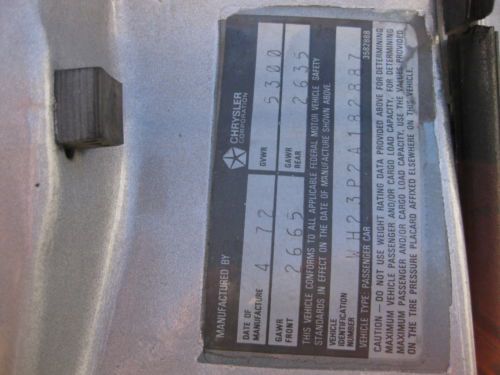 MANUFACTURED BY CHRYSLER CORPORATION
DATE OF MANUFACTURE 4 72 GVWR 5300
GAWR FRONT 2665 GAWR REAR 2635
THIS VEHICLE CONFORMS TO ALL APPLICABLE FEDERAL MOTOR VEHICLE SAFETY
STANDARDS IN EFFECT ON THE DATE OF MANUFACTURE SHOWN ABOVE
VEHICLE IDENTIFICATION NUMBER WH23P2A182887
VEHICLE TYPE: PASSENGER CAR 3582888
CAUTION — DO NOT USE WEIGHT RATING DATA PROVIDED ABOVE FOR DETERMINING
MAXIMUM VEHICLE PASSENGER AND/OR CARGO LOAD CAPACITY, FOR DETERMINING
MAXIMUM PASSENGER AND/OR CARGO LOAD CAPACITY, USE THE VALUES PROVIDED
ON THE TIRE PRESSURE PLACARD AFFIXED ELSEWHERE ON THIS VEHICLE.